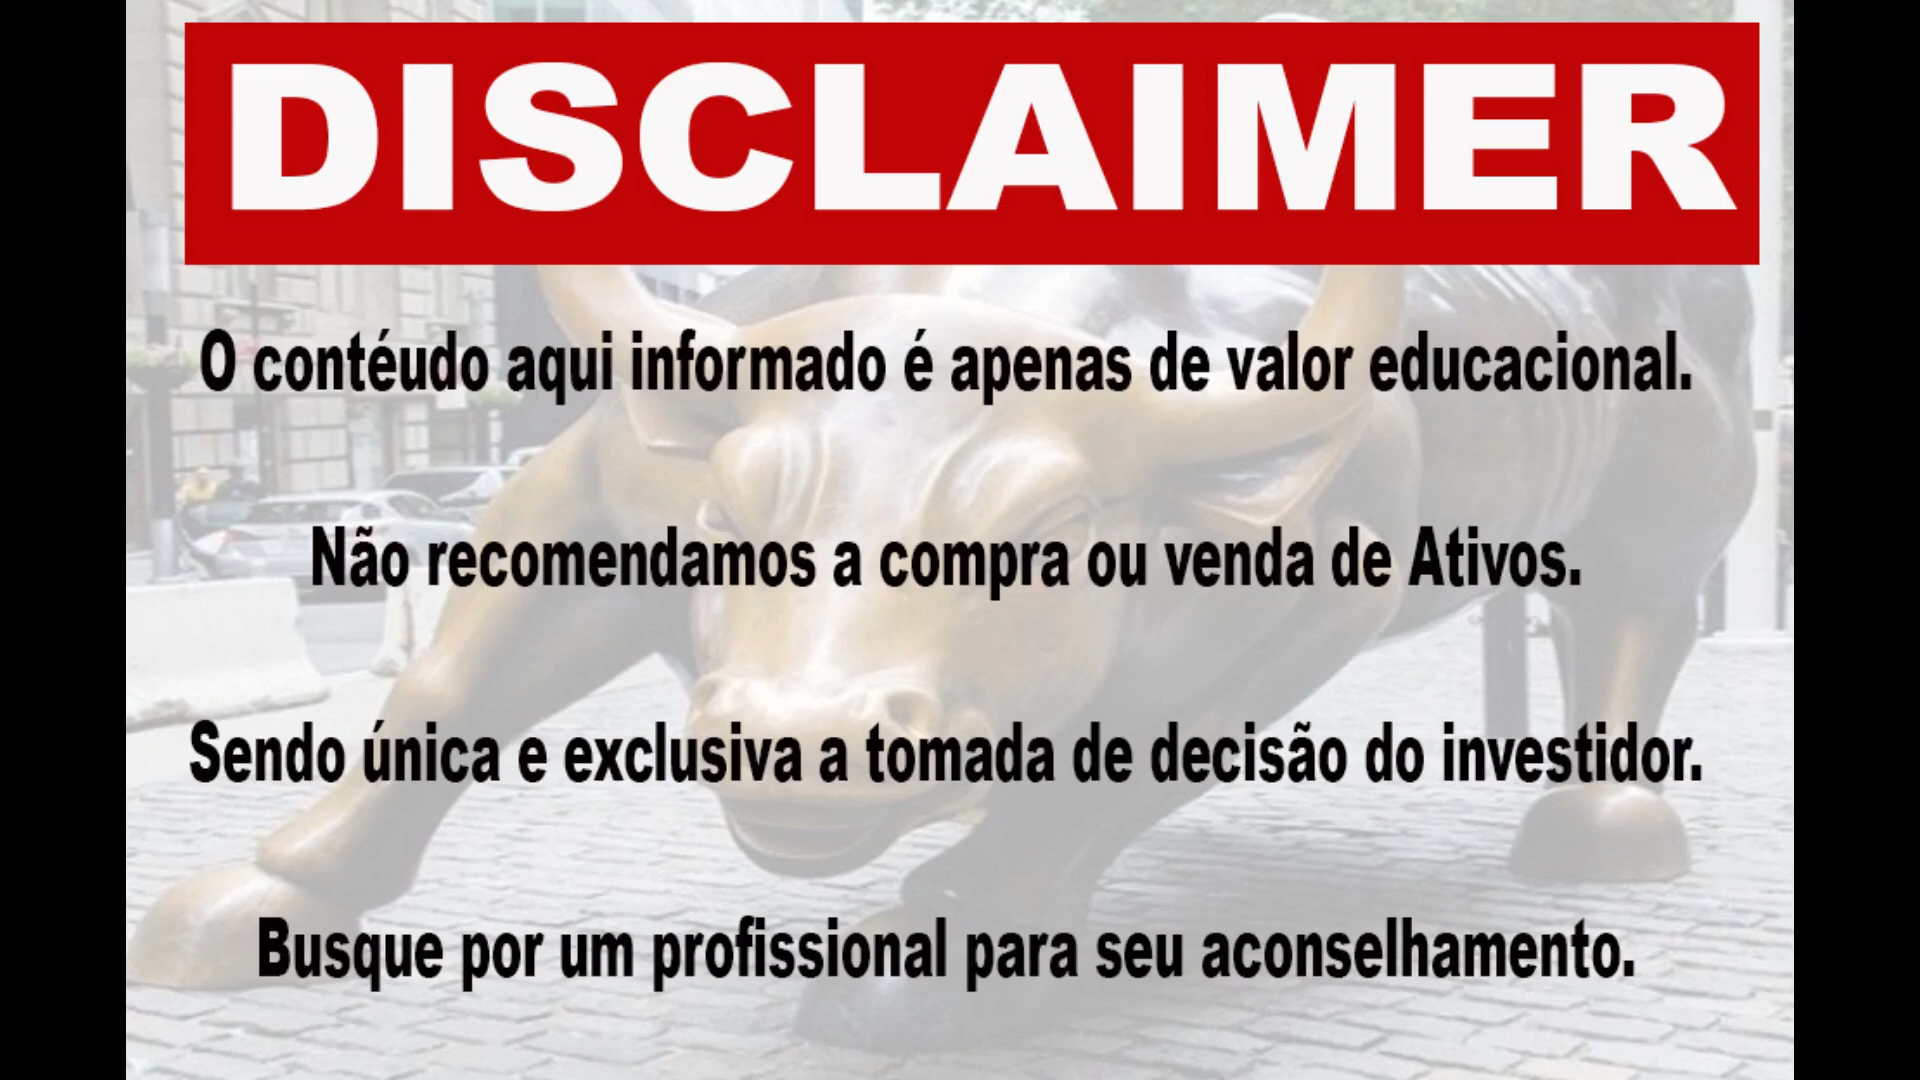 DISCLAIMER
O contéudo aqui informado é apenas de valor educacional.
Não recomendamos a compra ou venda de Ativos.
Sendo única e exclusiva a tomada de decisão do investidor.
Busque por um profissional para seu aconselhamento.